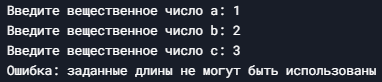 Введите вещественное число a: 1
Введите вещественное число b: 2
Введите вещественное число c: 3
Ошибка: заданные длины не могут быть использованы